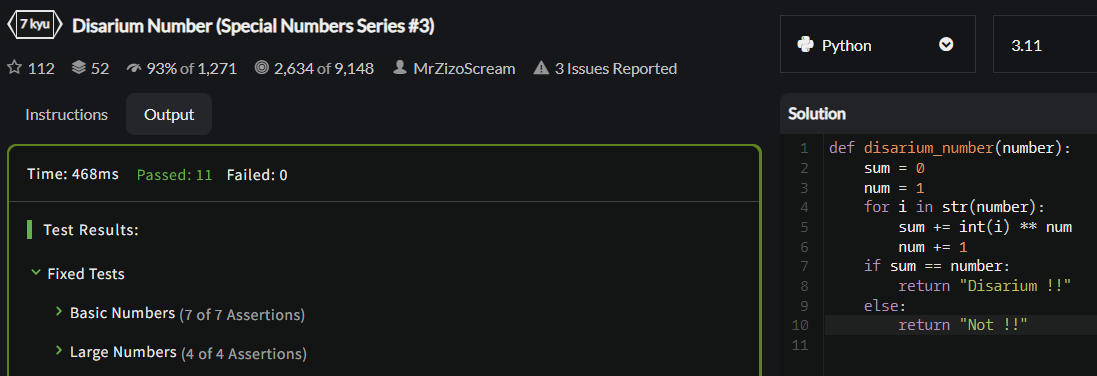 7 kyu Disarium Number (Special Numbers Series #3)
112 52 93% of 1,271 2,634 of 9,148 MrZizoScream 3 Issues Reported
Instructions Output
Time: 468ms Passed: 11 Failed: 0
Test Results:
Fixed Tests
Basic Numbers (7 of 7 Assertions)
Large Numbers (4 of 4 Assertions)
Python 3.11
Solution
1 def disarium_number(number):
2     sum = 0
3     num = 1
4     for i in str(number):
5         sum += int(i) ** num
6         num += 1
7     if sum == number:
8         return "Disarium !!"
9     else:
10         return "Not !!"
11